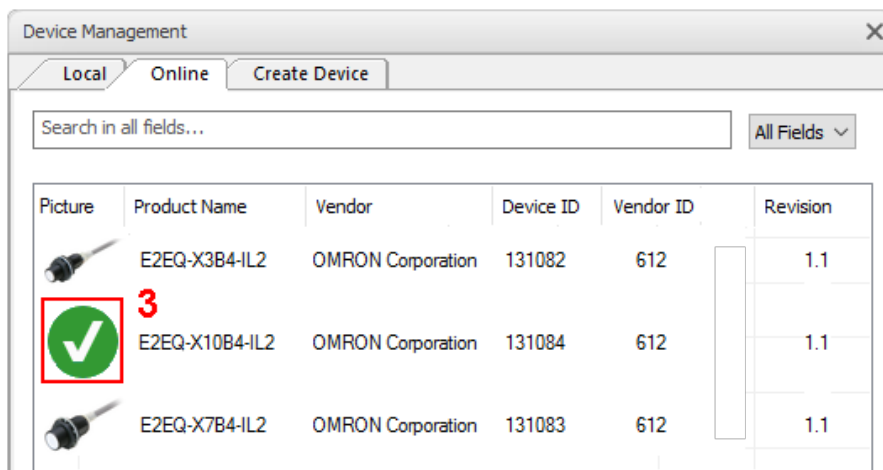 Device Management
Local Online Create Device
Search in all fields... All Fields
Picture Product Name Vendor Device ID Vendor ID Revision
E2EQ-X3B4-IL2 OMRON Corporation 131082 612 1.1
3
E2EQ-X10B4-IL2 OMRON Corporation 131084 612 1.1
E2EQ-X7B4-IL2 OMRON Corporation 131083 612 1.1